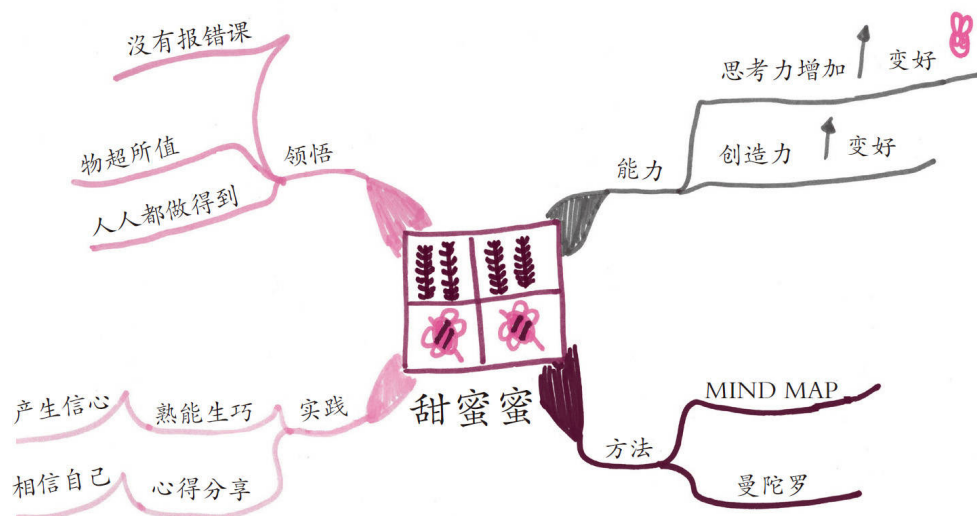 沒有报错课
物超所值
人人都做得到
领悟
思考力增加 变好
创造力 变好
能力
甜蜜蜜
产生信心
熟能生巧
实践
相信自己
心得分享
MIND MAP
方法
曼陀罗